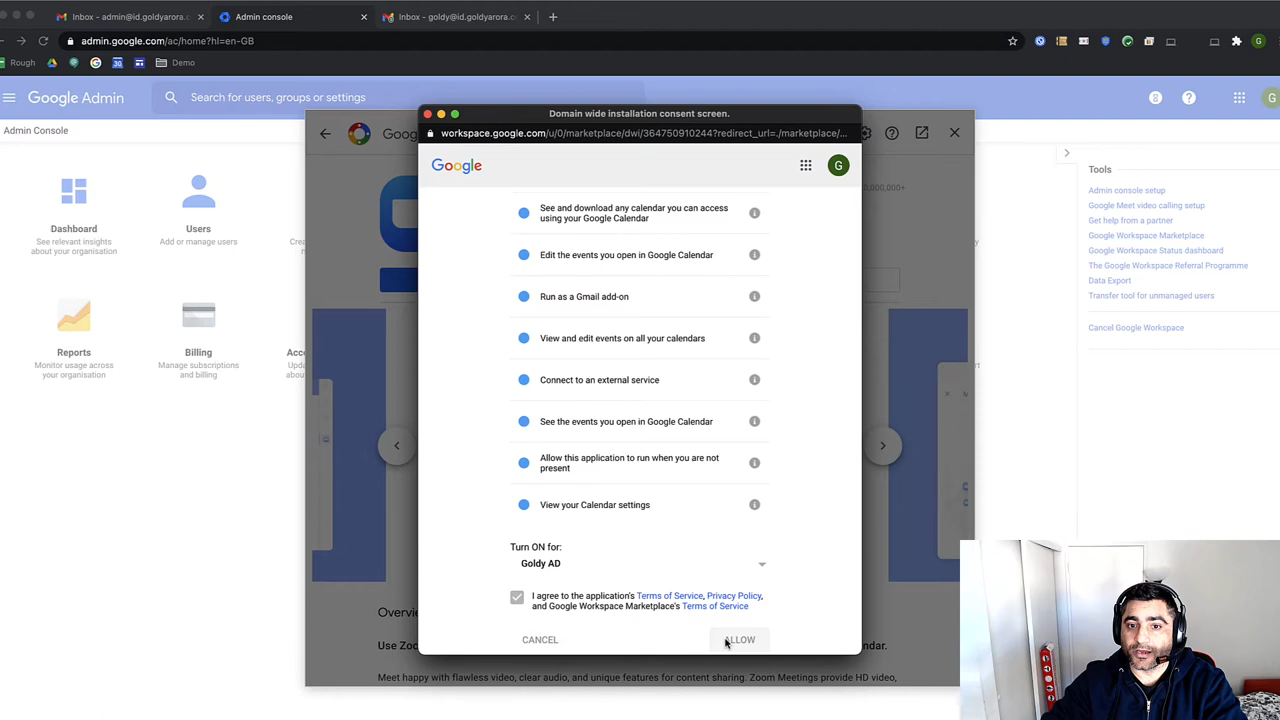 Inbox - admin@id.goldyarora.c
Admin console
Inbox - goldy@id.goldyarora.c
admin.google.com/ac/home?hl=en-GB
Rough
Demo
Google Admin
Search for users, groups or settings
G
Admin Console
Domain wide installation consent screen.
workspace.google.com/u/0/marketplace/dwi/364750910244?redirect_url=./marketplace/...
Goog
Google
G
Dashboard
See relevant insights
about your organisation
Users
Add or manage users
Reports
Monitor usage across
your organisation
Billing
Manage subscriptions
and billing
See and download any calendar you can access
using your Google Calendar
Edit the events you open in Google Calendar
Run as a Gmail add-on
View and edit events on all your calendars
Connect to an external service
See the events you open in Google Calendar
Allow this application to run when you are not
present
View your Calendar settings
Turn ON for:
Goldy AD
I agree to the application's Terms of Service, Privacy Policy,
and Google Workspace Marketplace's Terms of Service
CANCEL
ALLOW
Tools
Admin console setup
Google Meet video calling setup
Get help from a partner
Google Workspace Marketplace
Google Workspace Status dashboard
The Google Workspace Referral Programme
Data Export
Transfer tool for unmanaged users
Cancel Google Workspace
Overvi
Use Zoo
dar.
Meet happy with flawless video, clear audio, and unique features for content sharing. Zoom Meetings provide HD video,